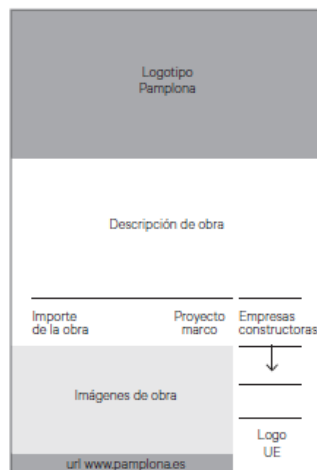 Logotipo
Pamplona
Descripción de obra
Importe
de la obra
Proyecto
marco
Empresas
constructoras
Imágenes de obra
Logo
UE
url www.pamplona.es